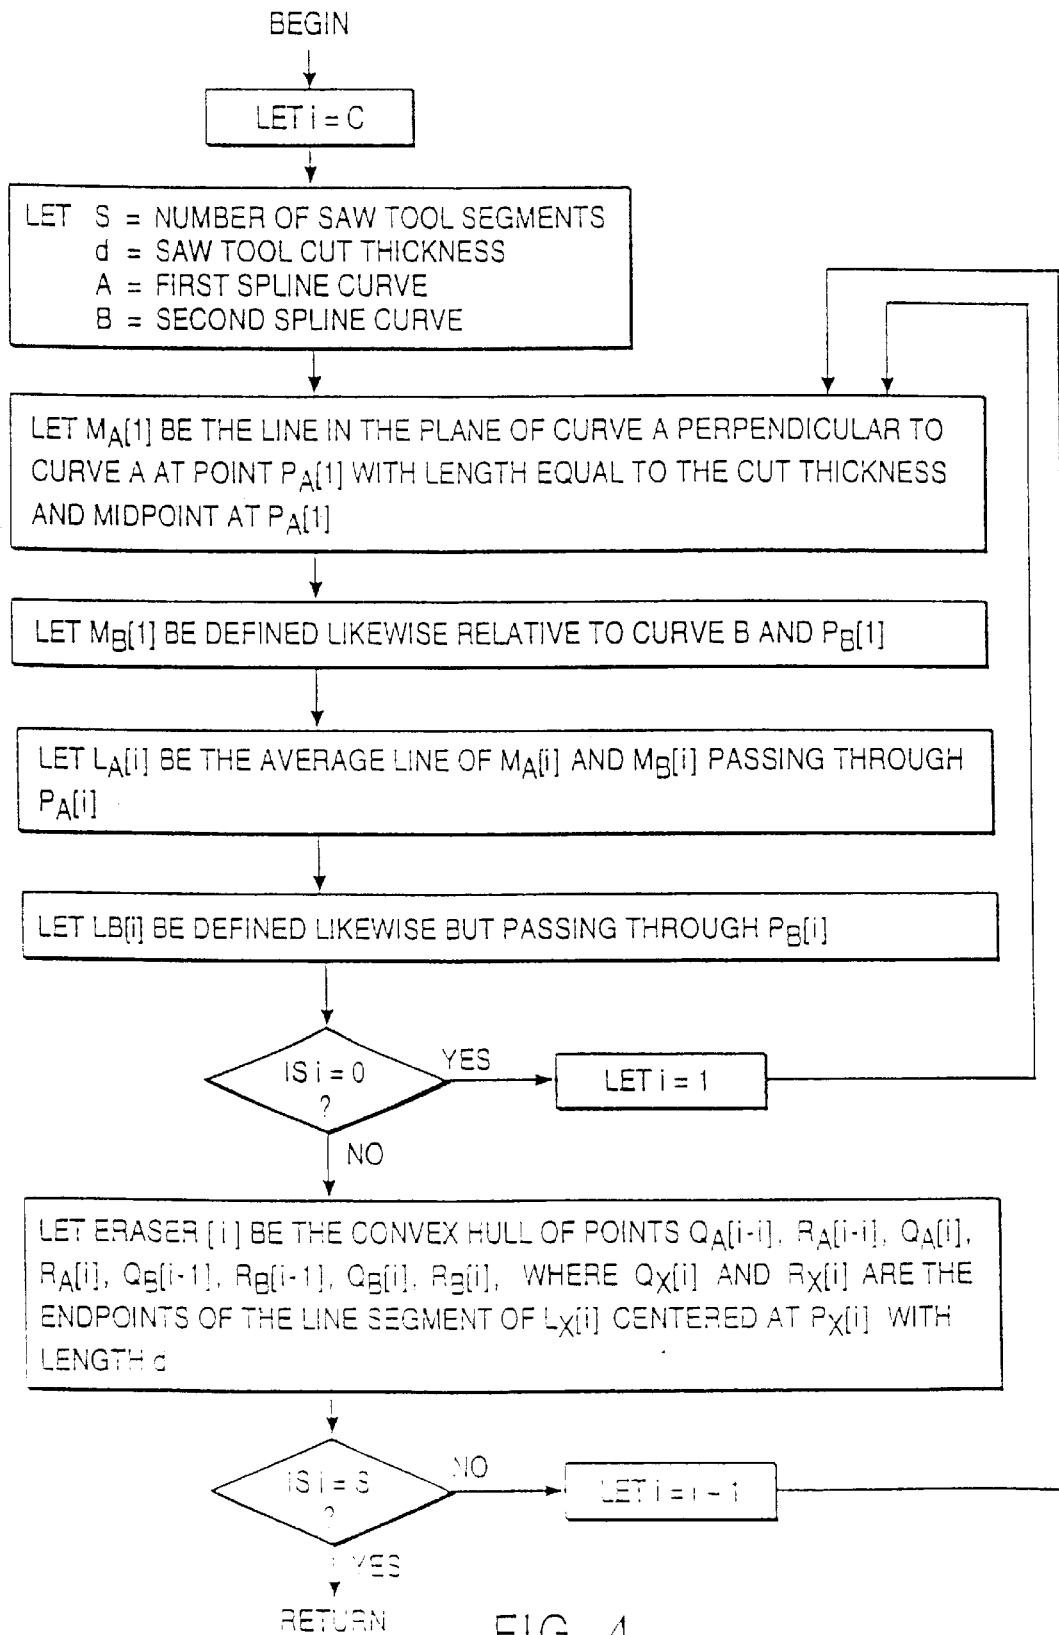 BEGIN
LET i = C
LET S = NUMBER OF SAW TOOL SEGMENTS
d = SAW TOOL CUT THICKNESS
A = FIRST SPLINE CURVE
B = SECOND SPLINE CURVE
LET MA[1] BE THE LINE IN THE PLANE OF CURVE A PERPENDICULAR TO
CURVE A AT POINT PA[1] WITH LENGTH EQUAL TO THE CUT THICKNESS
AND MIDPOINT AT PA[1]
LET MB[1] BE DEFINED LIKEWISE RELATIVE TO CURVE B AND PB[1]
LET LA[i] BE THE AVERAGE LINE OF MA[i] AND MB[i] PASSING THROUGH
PA[i]
LET LB[i] BE DEFINED LIKEWISE BUT PASSING THROUGH PB[i]
IS i = 0
?
YES
LET i = 1
NO
LET ERASER [i] BE THE CONVEX HULL OF POINTS QA[i-i], RA[i-i], QA[i],
RA[i], QB[i-1], RB[i-1], QB[i], RB[i], WHERE QX[i] AND RX[i] ARE THE
ENDPOINTS OF THE LINE SEGMENT OF LX[i] CENTERED AT PX[i] WITH
LENGTH d
IS i = S
?
NO
LET i = i - 1
YES
RETURN
FIG. 4